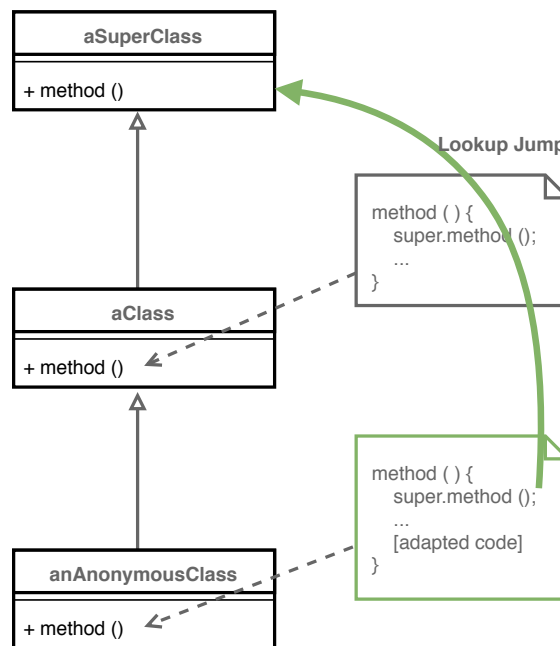 aSuperClass
+ method ()
Lookup Jump
method ( ) {
super.method ();
...
}
aClass
+ method ()
method ( ) {
super.method ();
...
[adapted code]
}
anAnonymousClass
+ method ()